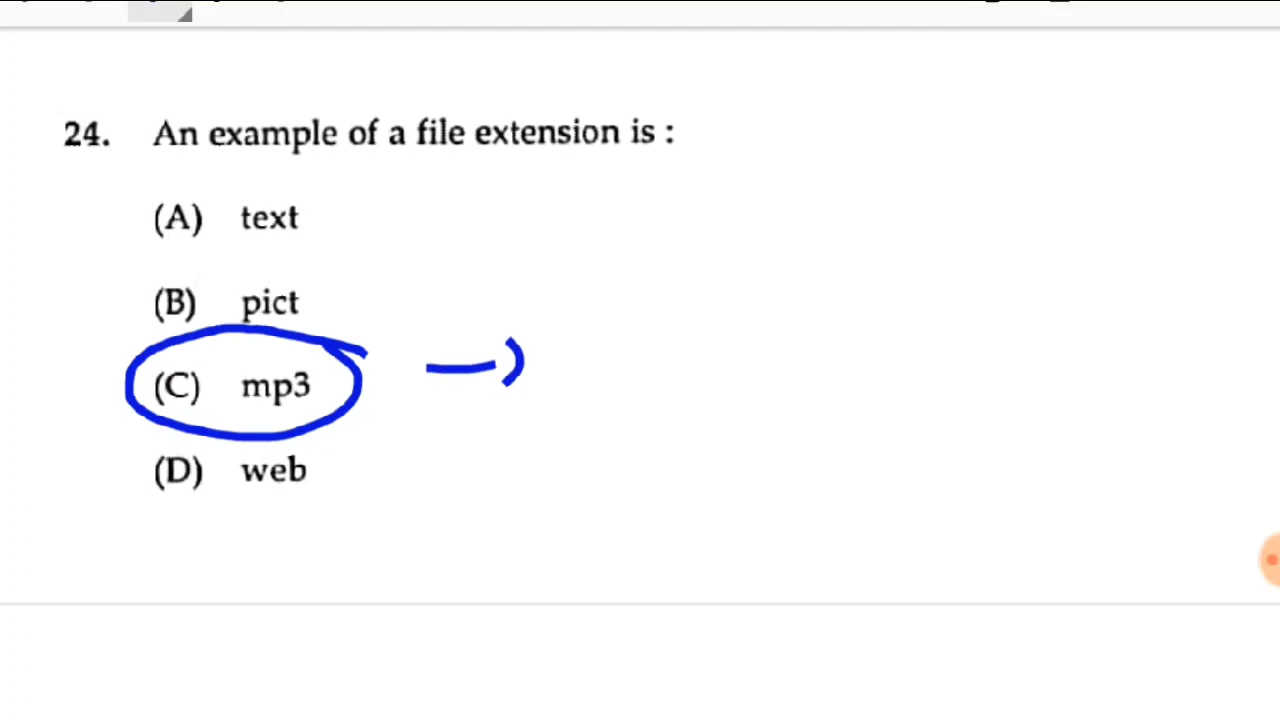 24. An example of a file extension is :
(A) text
(B) pict
(C) mp3
(D) web